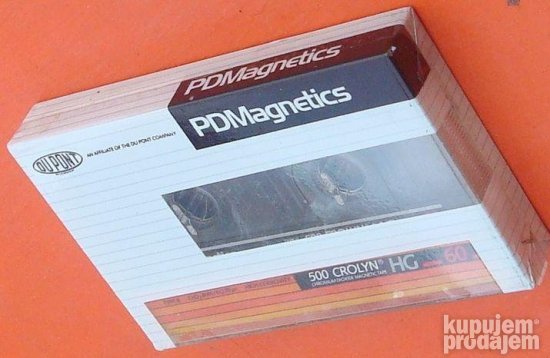 PDMagnetics
PDMagnetics
DU PONT
AN AFFILIATE OF THE DU PONT COMPANY
500 CROLYN® HG 60
CHROMIUM DIOXIDE MAGNETIC TAPE
kupujem
prodajem